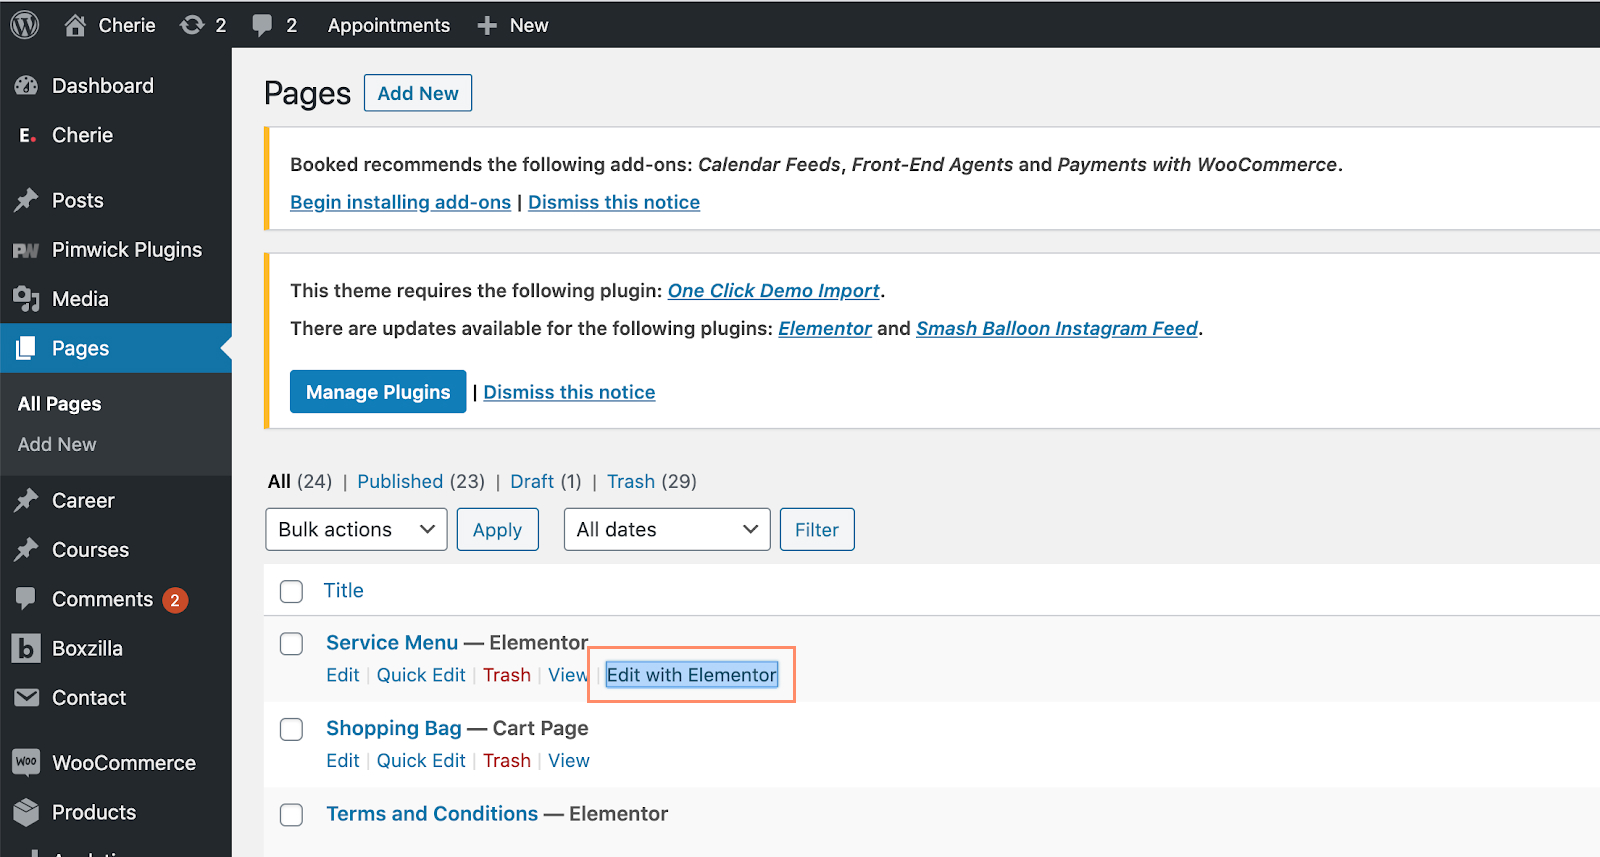 Cherie 2 2 Appointments + New
Dashboard
E. Cherie
Posts
PW Pimwick Plugins
Media
Pages
All Pages
Add New
Career
Courses
Comments 2
b Boxzilla
Contact
Woo WooCommerce
Products
Pages Add New
Booked recommends the following add-ons: Calendar Feeds, Front-End Agents and Payments with WooCommerce.
Begin installing add-ons | Dismiss this notice
This theme requires the following plugin: One Click Demo Import.
There are updates available for the following plugins: Elementor and Smash Balloon Instagram Feed.
Manage Plugins | Dismiss this notice
All (24) | Published (23) | Draft (1) | Trash (29)
Bulk actions Apply All dates Filter
Title
Service Menu — Elementor
Edit | Quick Edit | Trash | View | Edit with Elementor
Shopping Bag — Cart Page
Edit | Quick Edit | Trash | View
Terms and Conditions — Elementor